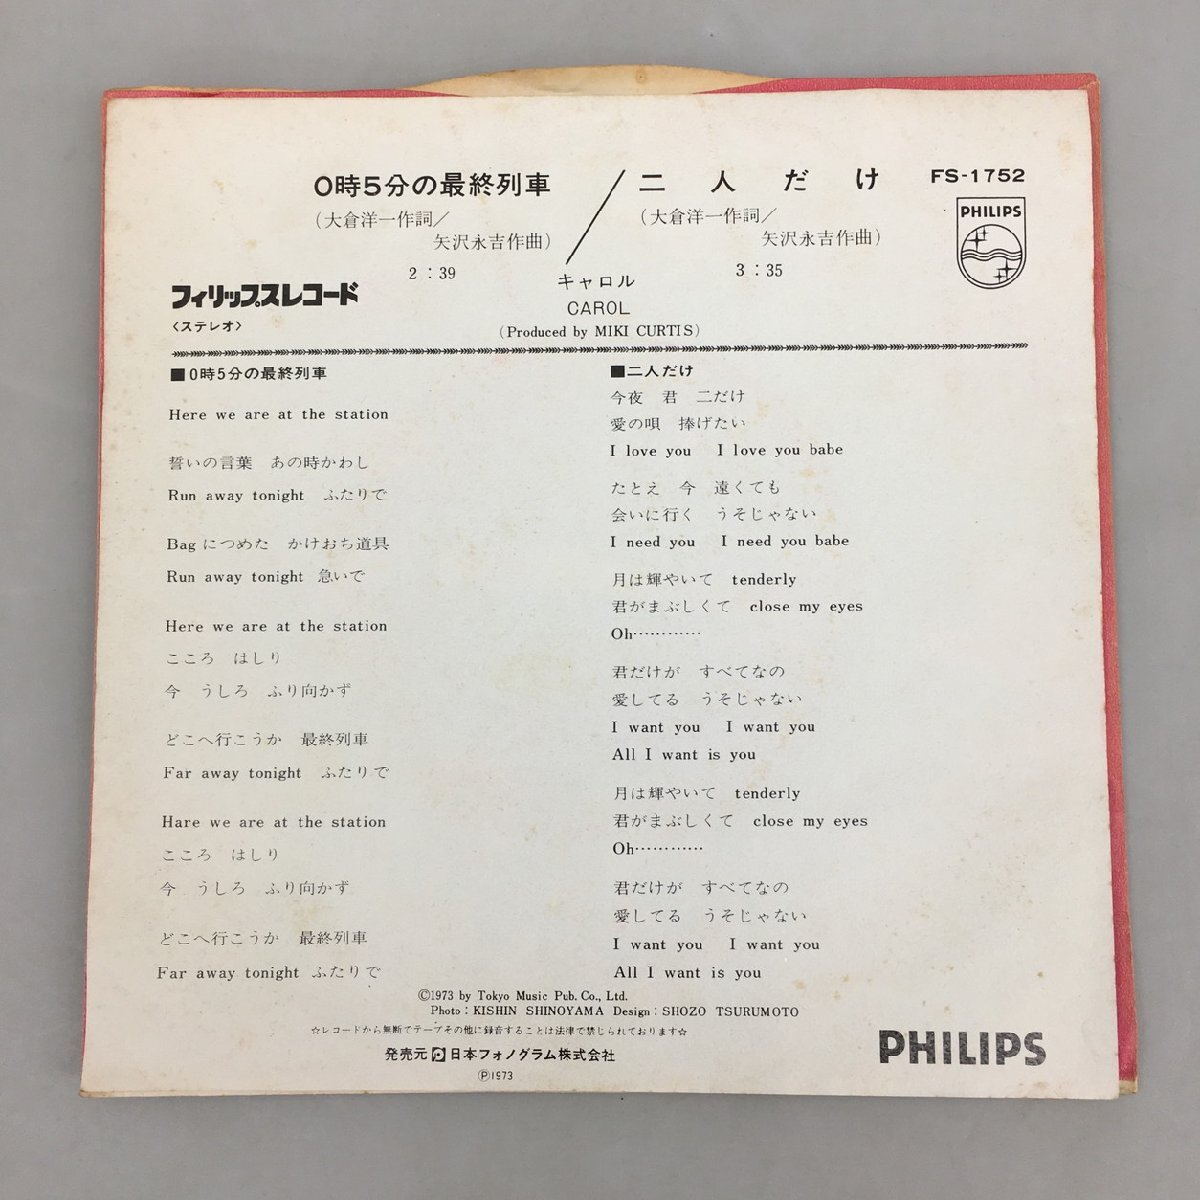 0時5分の最終列車／二人だけ FS-1752
(大倉洋一作詞／ (大倉洋一作詞／
矢沢永吉作曲) 矢沢永吉作曲)
2：39 3：35
PHILIPS
キャロル
CAROL
(Produced by MIKI CURTIS)
フィリップスレコード
〈ステレオ〉
■0時5分の最終列車
Here we are at the station
誓いの言葉　あの時かわし
Run away tonight　ふたりで
Bagにつめた　かけおち道具
Run away tonight　急いで
Here we are at the station
こころ　はしり
今　うしろ　ふり向かず
どこへ行こうか　最終列車
Far away tonight　ふたりで
Hare we are at the station
こころ　はしり
今　うしろ　ふり向かず
どこへ行こうか　最終列車
Far away tonight ふたりで
■二人だけ
今夜　君　二だけ
愛の唄　捧げたい
I love you　I love you babe
たとえ　今　遠くても
会いに行く　うそじゃない
I need you　I need you babe
月は輝やいて　tenderly
君がまぶしくて　close my eyes
Oh…………
君だけが　すべてなの
愛してる　うそじゃない
I want you　I want you
All I want is you
月は輝やいて　tenderly
君がまぶしくて　close my eyes
Oh…………
君だけが　すべてなの
愛してる　うそじゃない
I want you　I want you
All I want is you
©1973 by Tokyo Music Pub. Co., Ltd.
Photo：KISHIN SHINOYAMA Design：SHOZO TSURUMOTO
☆レコードから無断でテープその他に録音することは法律で禁じられております☆
発売元 日本フォノグラム株式会社
Ⓟ1973
PHILIPS